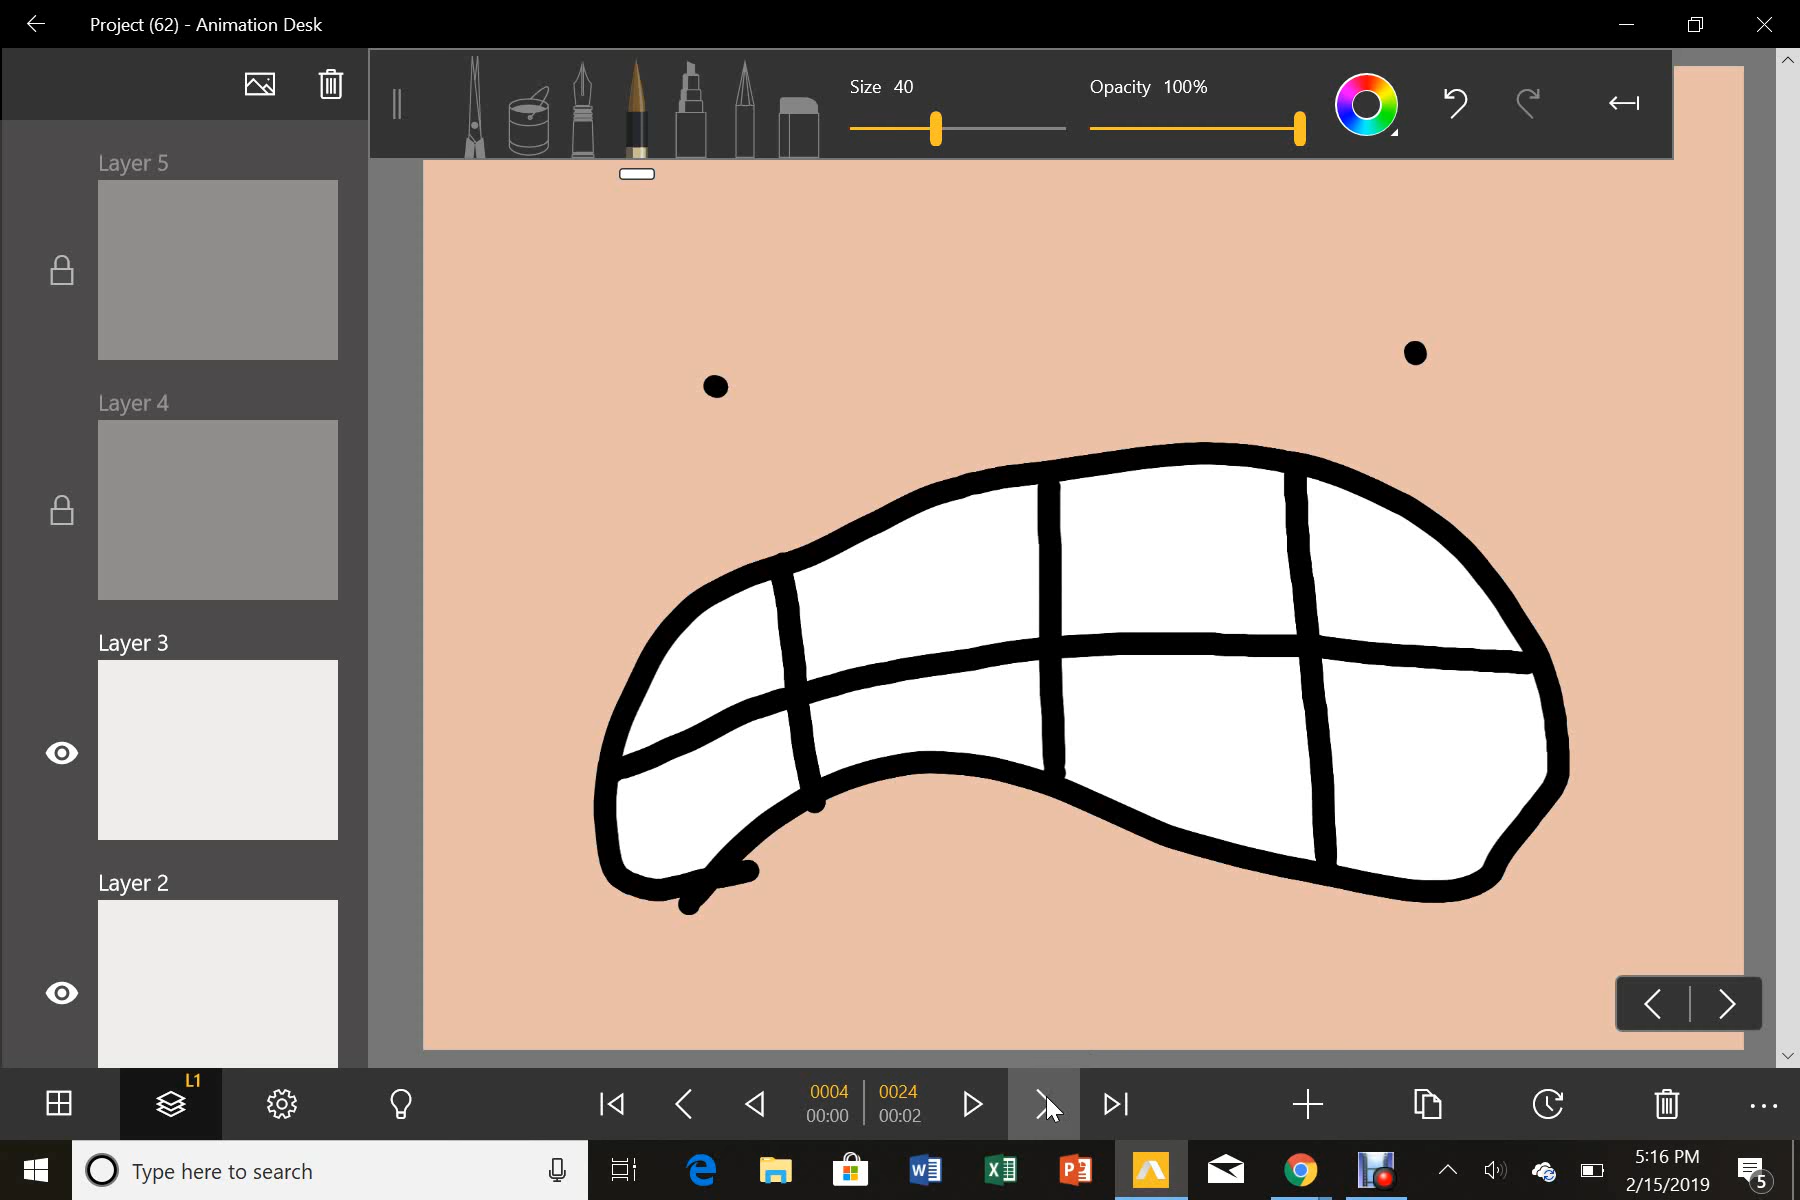 Project (62) - Animation Desk
Size 40
Opacity 100%
Layer 5
Layer 4
Layer 3
Layer 2
L1
0004 0024
00:00 00:02
Type here to search
5:16 PM
2/15/2019
5